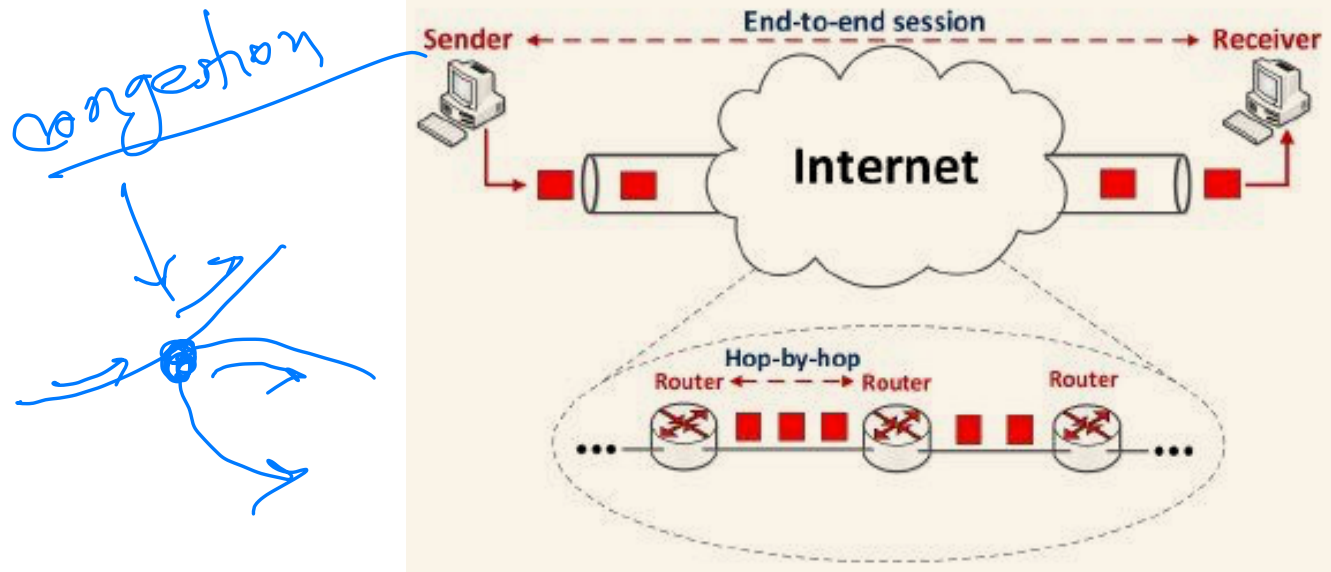 congestion
End-to-end session
Sender
Receiver
Internet
Hop-by-hop
Router
Router
Router